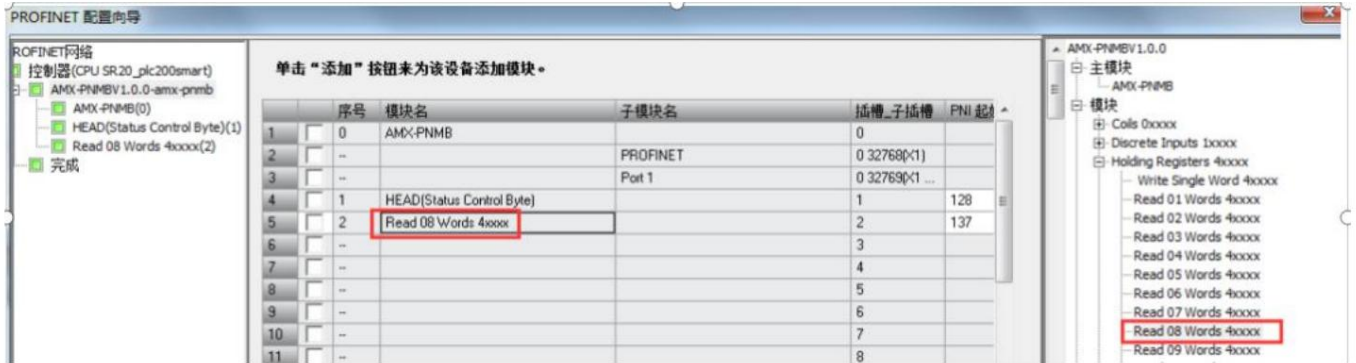 PROFINET 配置向导
ROFINET网络
控制器(CPU SR20_plc200smart)
AMX-PNMBV1.0.0-amx-pnmb
AMX-PNMB(0)
HEAD(Status Control Byte)(1)
Read 08 Words 4xxxx(2)
完成
单击“添加”按钮来为该设备添加模块。
序号 模块名 子模块名 插槽_子插槽 PNI 起始
1 0 AMX-PNMB 0
2 -- PROFINET 0 32768(X1)
3 -- Port 1 0 32769(X1 ...
4 1 HEAD(Status Control Byte) 1 128
5 2 Read 08 Words 4xxxx 2 137
6 -- 3
7 -- 4
8 -- 5
9 -- 6
10 -- 7
11 -- 8
AMX-PNMBV1.0.0
主模块
AMX-PNMB
模块
Coils 0xxxx
Discrete Inputs 1xxxx
Holding Registers 4xxxx
Write Single Word 4xxxx
Read 01 Words 4xxxx
Read 02 Words 4xxxx
Read 03 Words 4xxxx
Read 04 Words 4xxxx
Read 05 Words 4xxxx
Read 06 Words 4xxxx
Read 07 Words 4xxxx
Read 08 Words 4xxxx
Read 09 Words 4xxxx